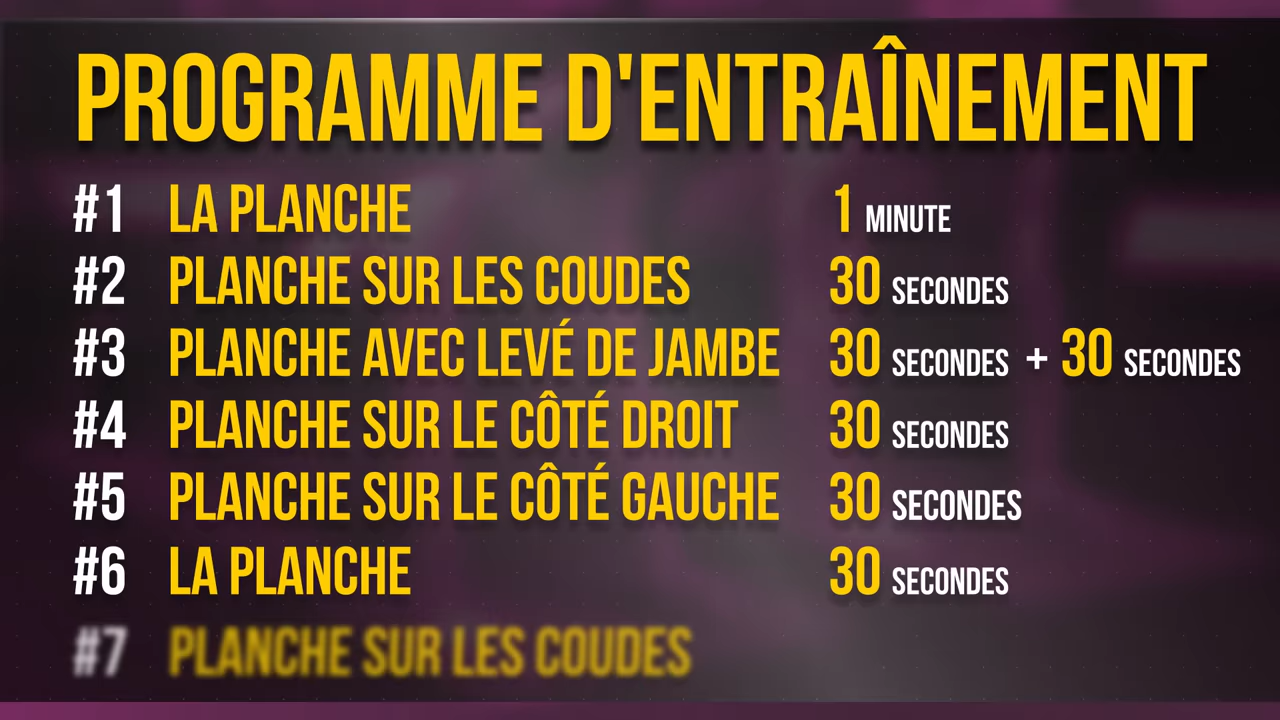 PROGRAMME D'ENTRAÎNEMENT
#1 LA PLANCHE 1 MINUTE
#2 PLANCHE SUR LES COUDES 30 SECONDES
#3 PLANCHE AVEC LEVÉ DE JAMBE 30 SECONDES + 30 SECONDES
#4 PLANCHE SUR LE CÔTÉ DROIT 30 SECONDES
#5 PLANCHE SUR LE CÔTÉ GAUCHE 30 SECONDES
#6 LA PLANCHE 30 SECONDES
#7 PLANCHE SUR LES COUDES